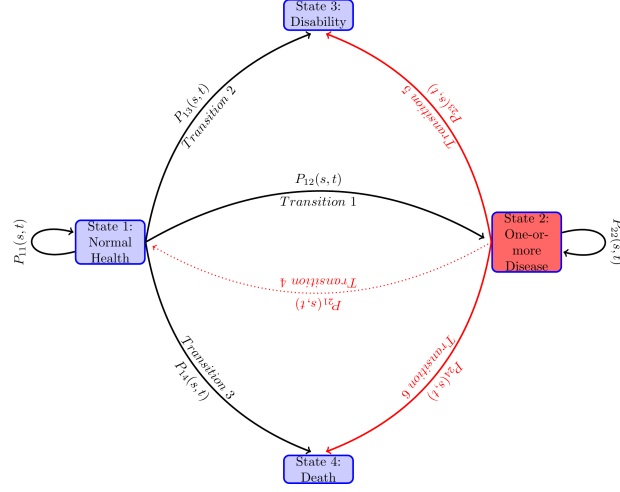 State 3:
Disability
P13(s, t)
Transition 2
P23(s, t)
Transition 5
P12(s, t)
Transition 1
State 1:
Normal
Health
P11(s, t)
State 2:
One-or-
more
Disease
P22(s, t)
Transition 4
P21(s, t)
Transition 3
P14(s, t)
Transition 6
P24(s, t)
State 4:
Death